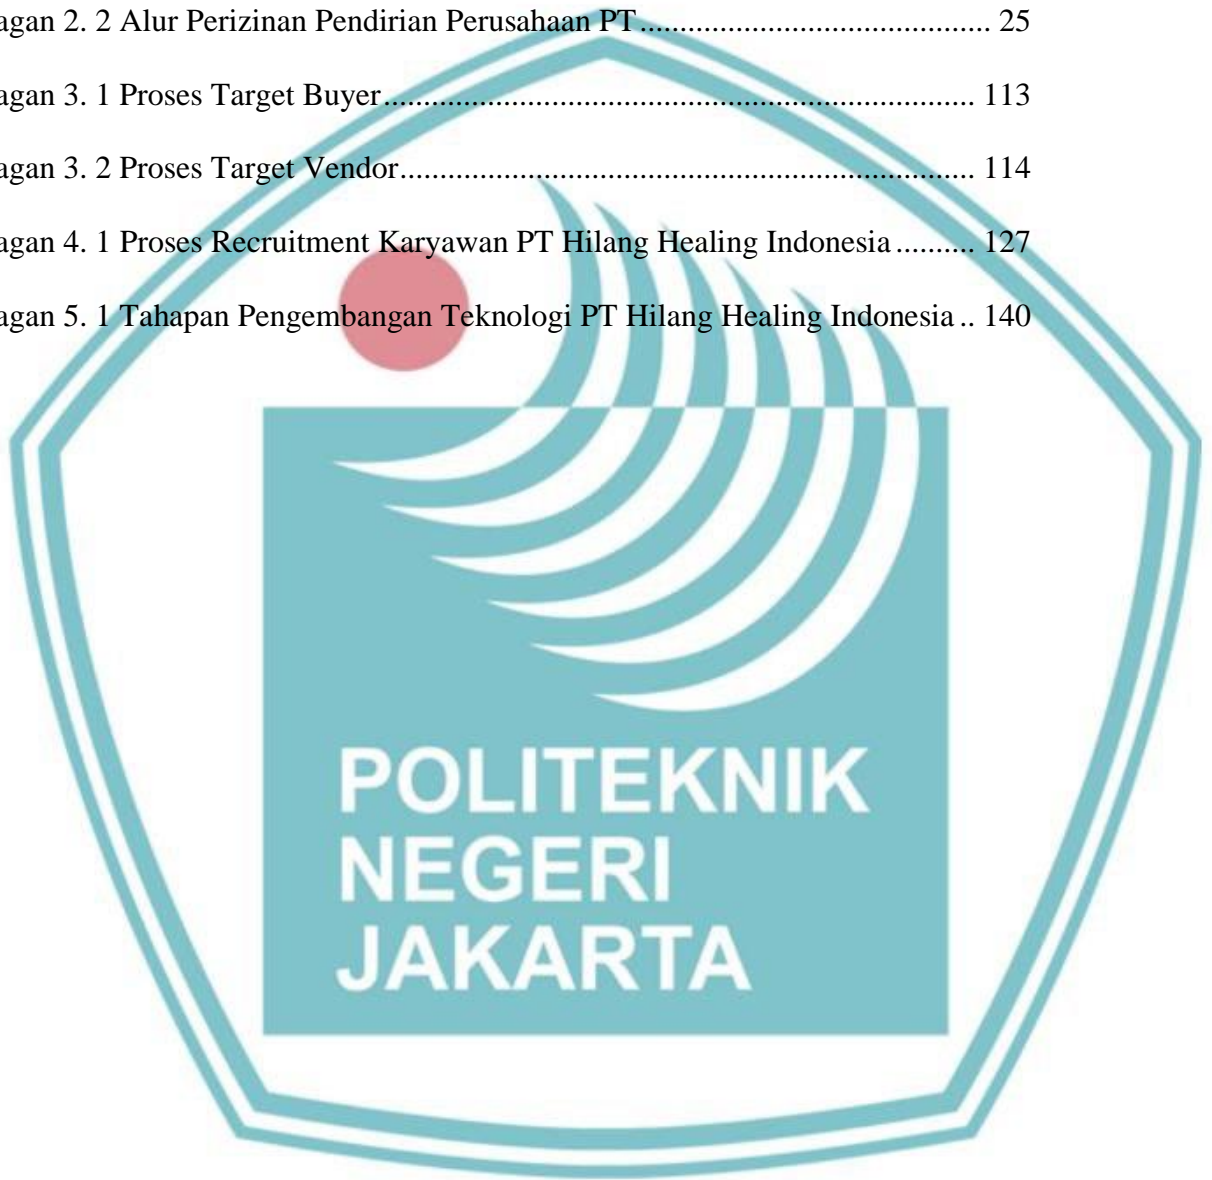 agan 2. 2 Alur Perizinan Pendirian Perusahaan PT............................................ 25
agan 3. 1 Proses Target Buyer.......................................................................... 113
agan 3. 2 Proses Target Vendor........................................................................ 114
agan 4. 1 Proses Recruitment Karyawan PT Hilang Healing Indonesia .......... 127
agan 5. 1 Tahapan Pengembangan Teknologi PT Hilang Healing Indonesia .. 140
POLITEKNIK
NEGERI
JAKARTA